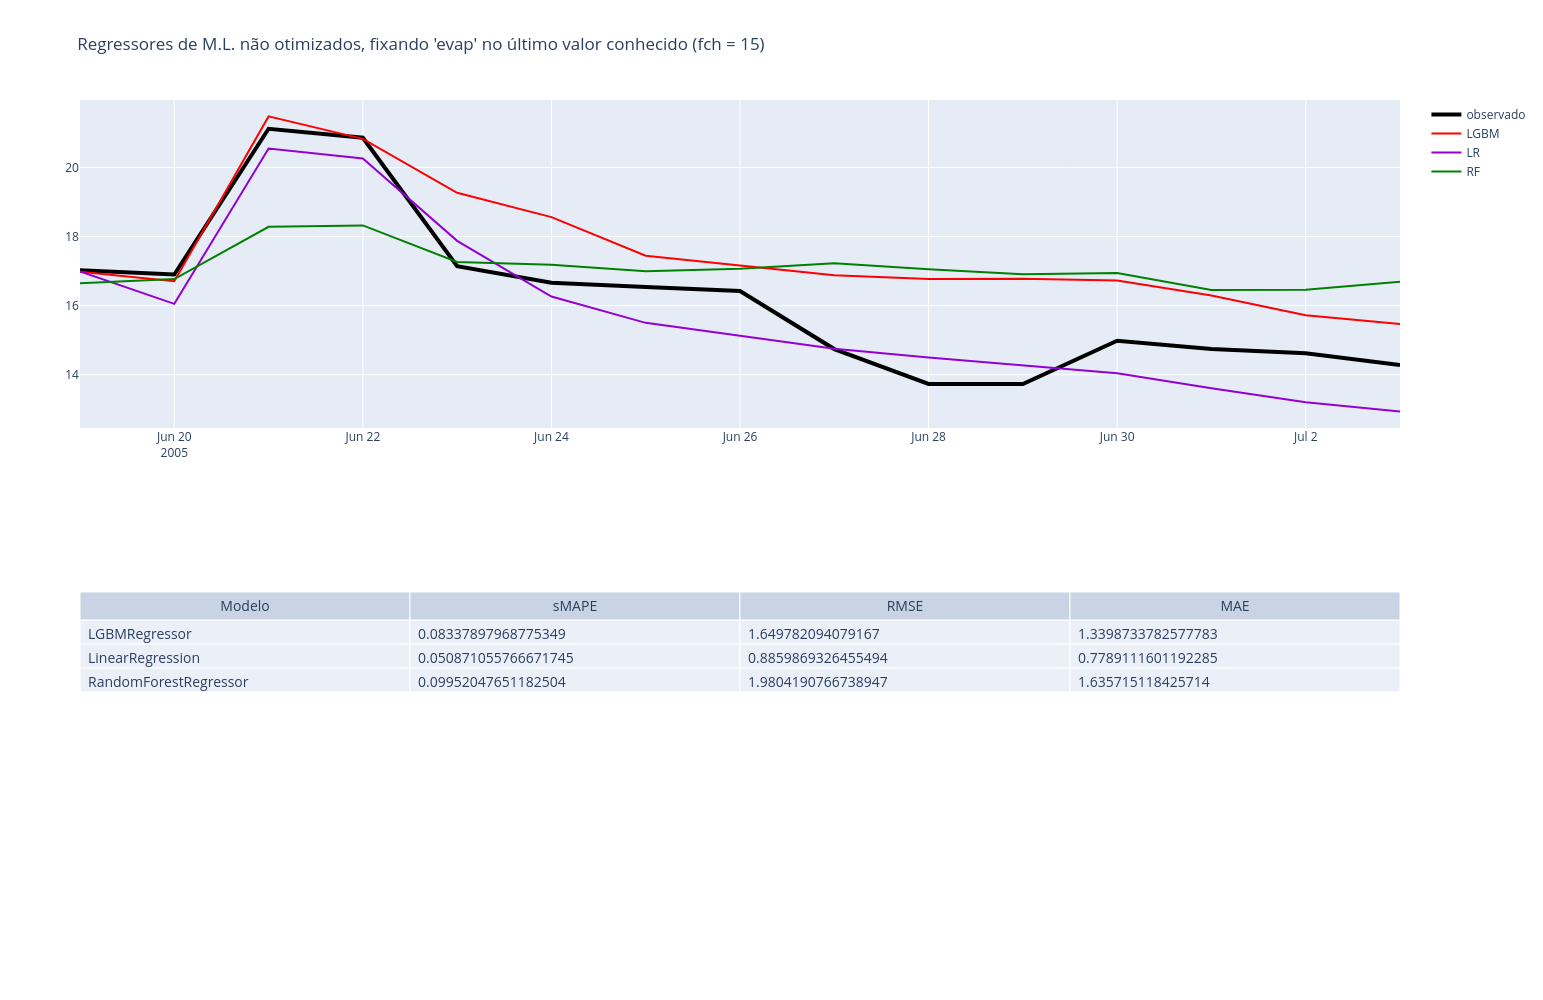 Regressores de M.L. não otimizados, fixando 'evap' no último valor conhecido (fch = 15)
observado
LGBM
LR
RF
20
18
16
14
Jun 20 Jun 22 Jun 24 Jun 26 Jun 28 Jun 30 Jul 2
2005
Modelo sMAPE RMSE MAE
LGBMRegressor 0.08337897968775349 1.649782094079167 1.3398733782577783
LinearRegression 0.050871055766671745 0.8859869326455494 0.7789111601192285
RandomForestRegressor 0.09952047651182504 1.9804190766738947 1.635715118425714